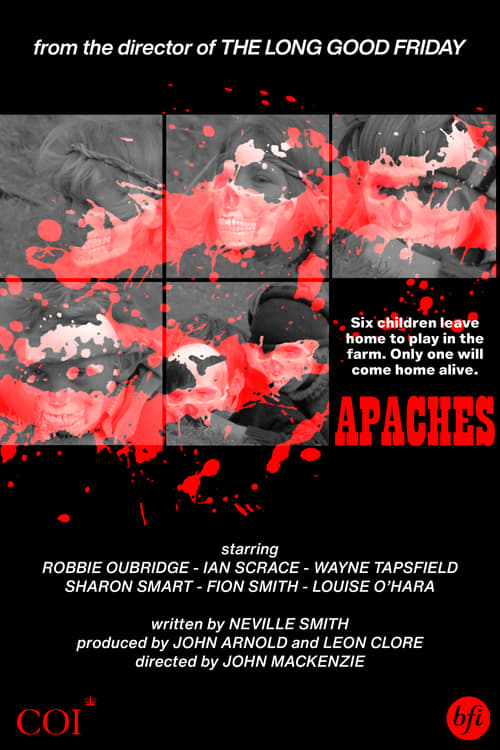 from the director of THE LONG GOOD FRIDAY
Six children leave
home to play in the
farm. Only one will
come home alive.
APACHES
starring
ROBBIE OUBRIDGE - IAN SCRACE - WAYNE TAPSFIELD
SHARON SMART - FION SMITH - LOUISE O'HARA
written by NEVILLE SMITH
produced by JOHN ARNOLD and LEON CLORE
directed by JOHN MACKENZIE
COI
bfi